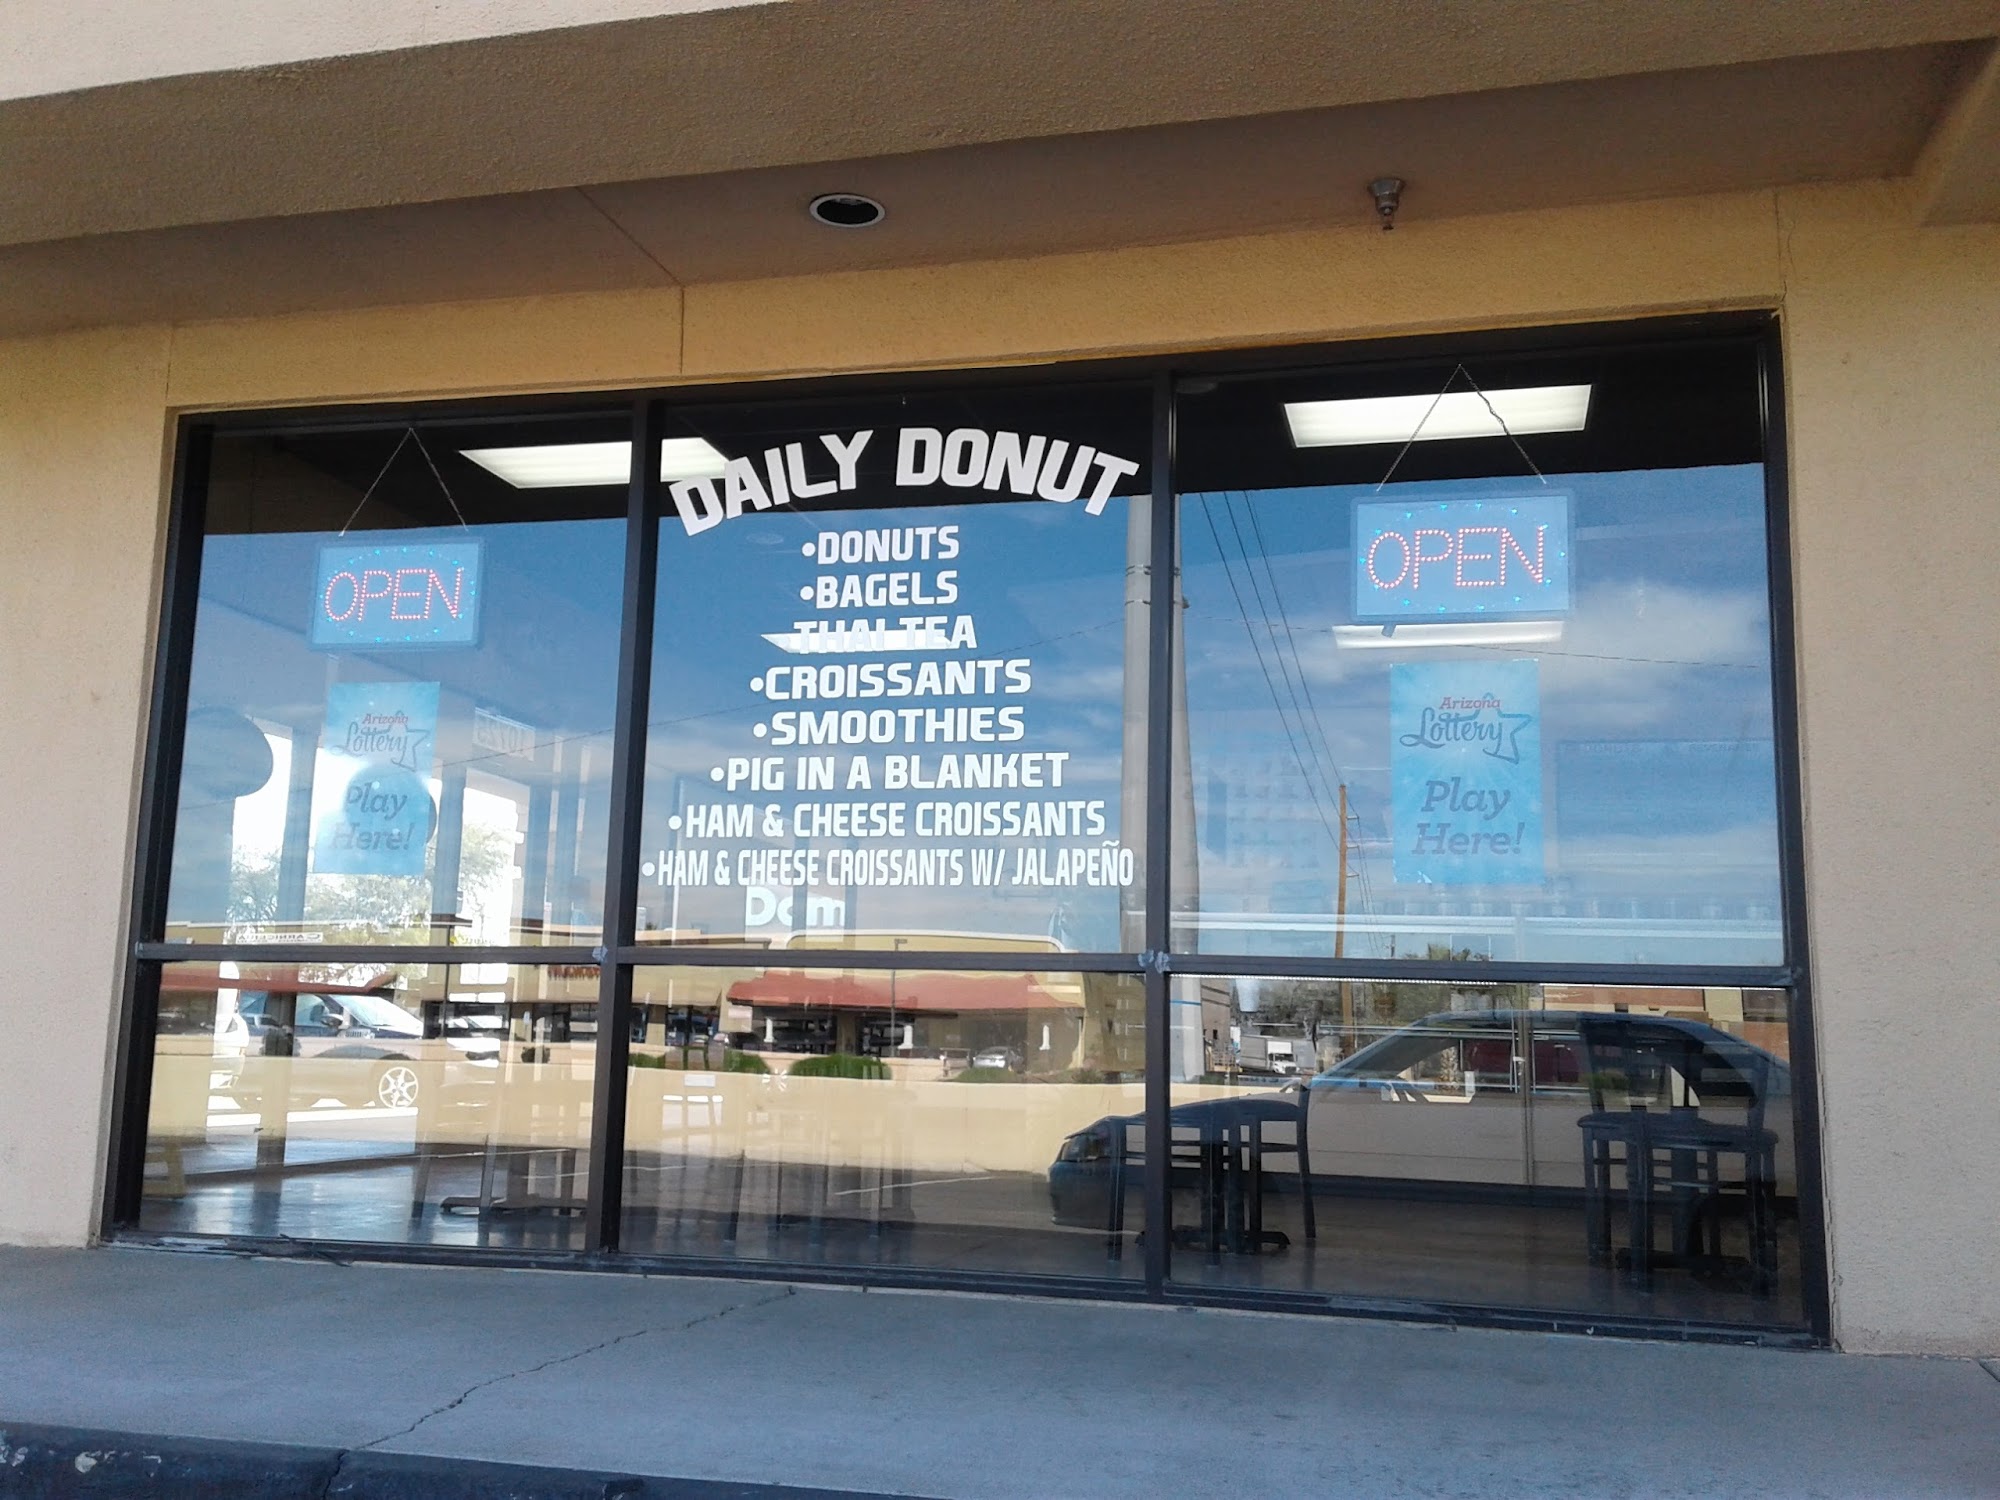 DAILY DONUT
•DONUTS
•BAGELS
THAI TEA
•CROISSANTS
•SMOOTHIES
•PIG IN A BLANKET
•HAM & CHEESE CROISSANTS
•HAM & CHEESE CROISSANTS W/ JALAPEÑO
OPEN
Arizona
Lottery
Play
Here!
OPEN
Arizona
Lottery
Play
Here!
10725